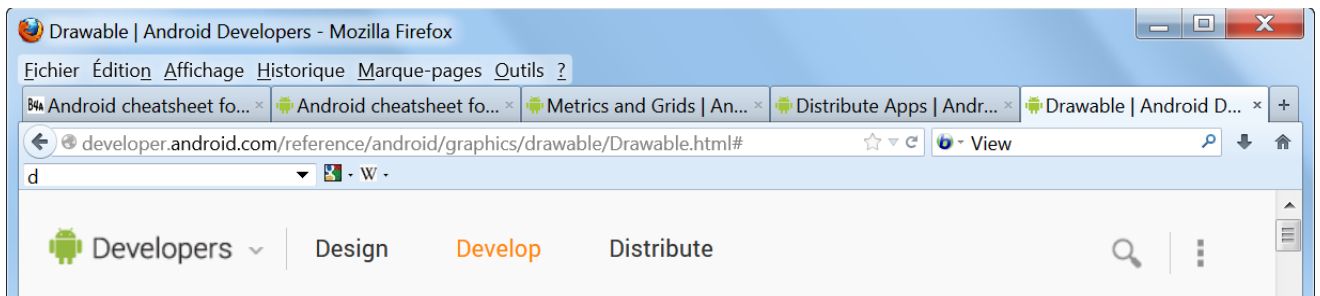 Drawable | Android Developers - Mozilla Firefox
Fichier Édition Affichage Historique Marque-pages Outils ?
B4A Android cheatsheet fo... × Android cheatsheet fo... × Metrics and Grids | An... × Distribute Apps | Andr... × Drawable | Android D... × +
developer.android.com/reference/android/graphics/drawable/Drawable.html# View
d W
Developers Design Develop Distribute